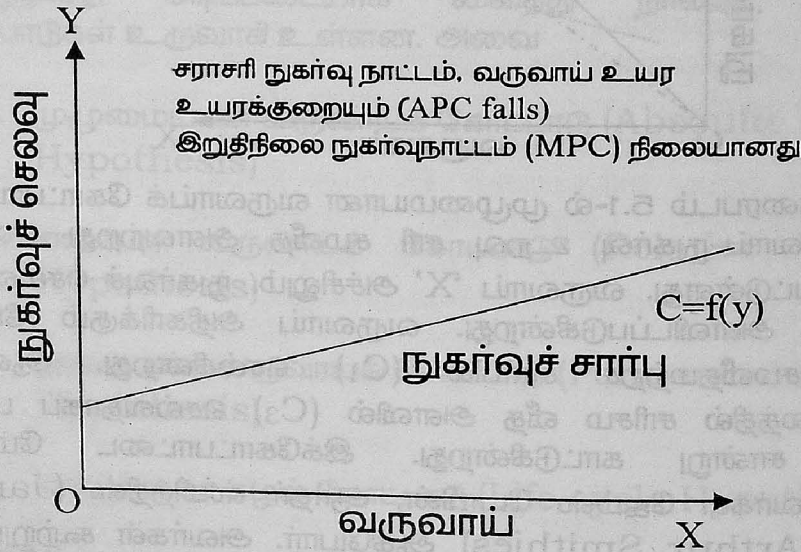 Y
சராசரி நுகர்வு நாட்டம், வருவாய் உயர
உயரக்குறையும் (APC falls)
இறுதிநிலை நுகர்வுநாட்டம் (MPC) நிலையானது
நுகர்வுச் செலவு
C=f(y)
நுகர்வுச் சார்பு
O
வருவாய்
X